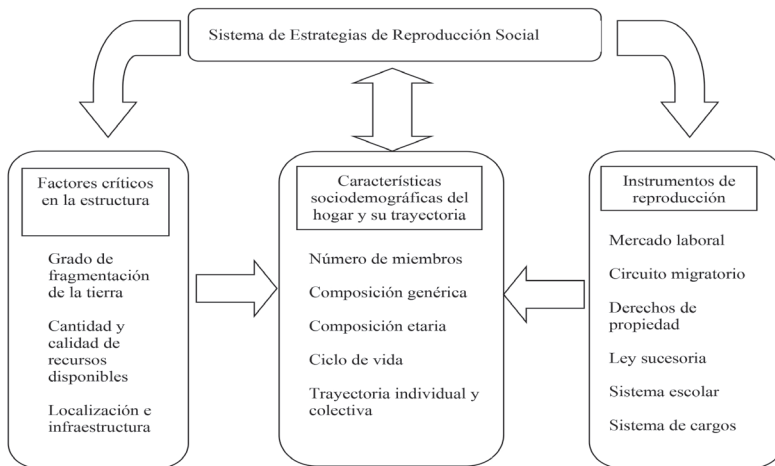 Sistema de Estrategias de Reproducción Social
Factores críticos
en la estructura
Grado de
fragmentación
de la tierra
Cantidad y
calidad de
recursos
disponibles
Localización e
infraestructura
Características
sociodemográficas del
hogar y su trayectoria
Número de miembros
Composición genérica
Composición etaria
Ciclo de vida
Trayectoria individual y
colectiva
Instrumentos de
reproducción
Mercado laboral
Circuito migratorio
Derechos de
propiedad
Ley sucesoria
Sistema escolar
Sistema de cargos